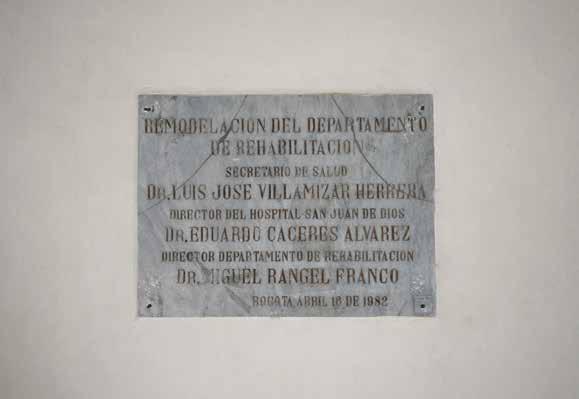 REMODELACION DEL DEPARTAMENTO
DE REHABILITACION
SECRETARIO DE SALUD
DR. LUIS JOSE VILLAMIZAR HERRERA
DIRECTOR DEL HOSPITAL SAN JUAN DE DIOS
DR. EDUARDO CACERES ALVAREZ
DIRECTOR DEPARTAMENTO DE REHABILITACION
DR. MIGUEL RANGEL FRANCO
BOGOTA, ABRIL 16 DE 1982